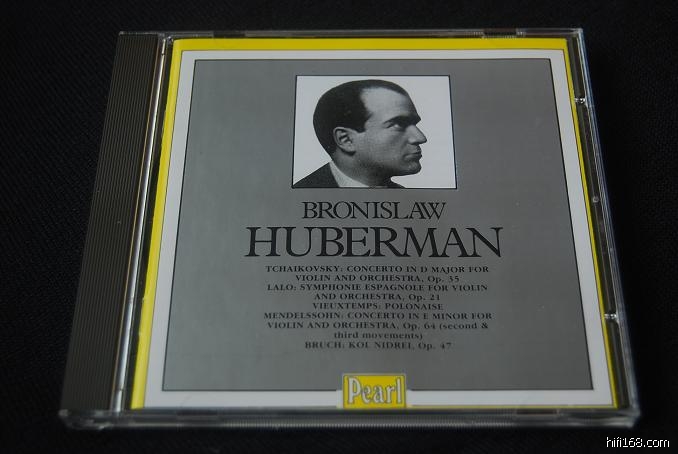 BRONISLAW
HUBERMAN
TCHAIKOVSKY: CONCERTO IN D MAJOR FOR
VIOLIN AND ORCHESTRA, Op. 35
LALO: SYMPHONIE ESPAGNOLE FOR VIOLIN
AND ORCHESTRA, Op. 21
VIEUXTEMPS: POLONAISE
MENDELSSOHN: CONCERTO IN E MINOR FOR
VIOLIN AND ORCHESTRA, Op. 64 (second &
third movements)
BRUCH: KOL NIDREI, Op. 47
Pearl
hifi168.com